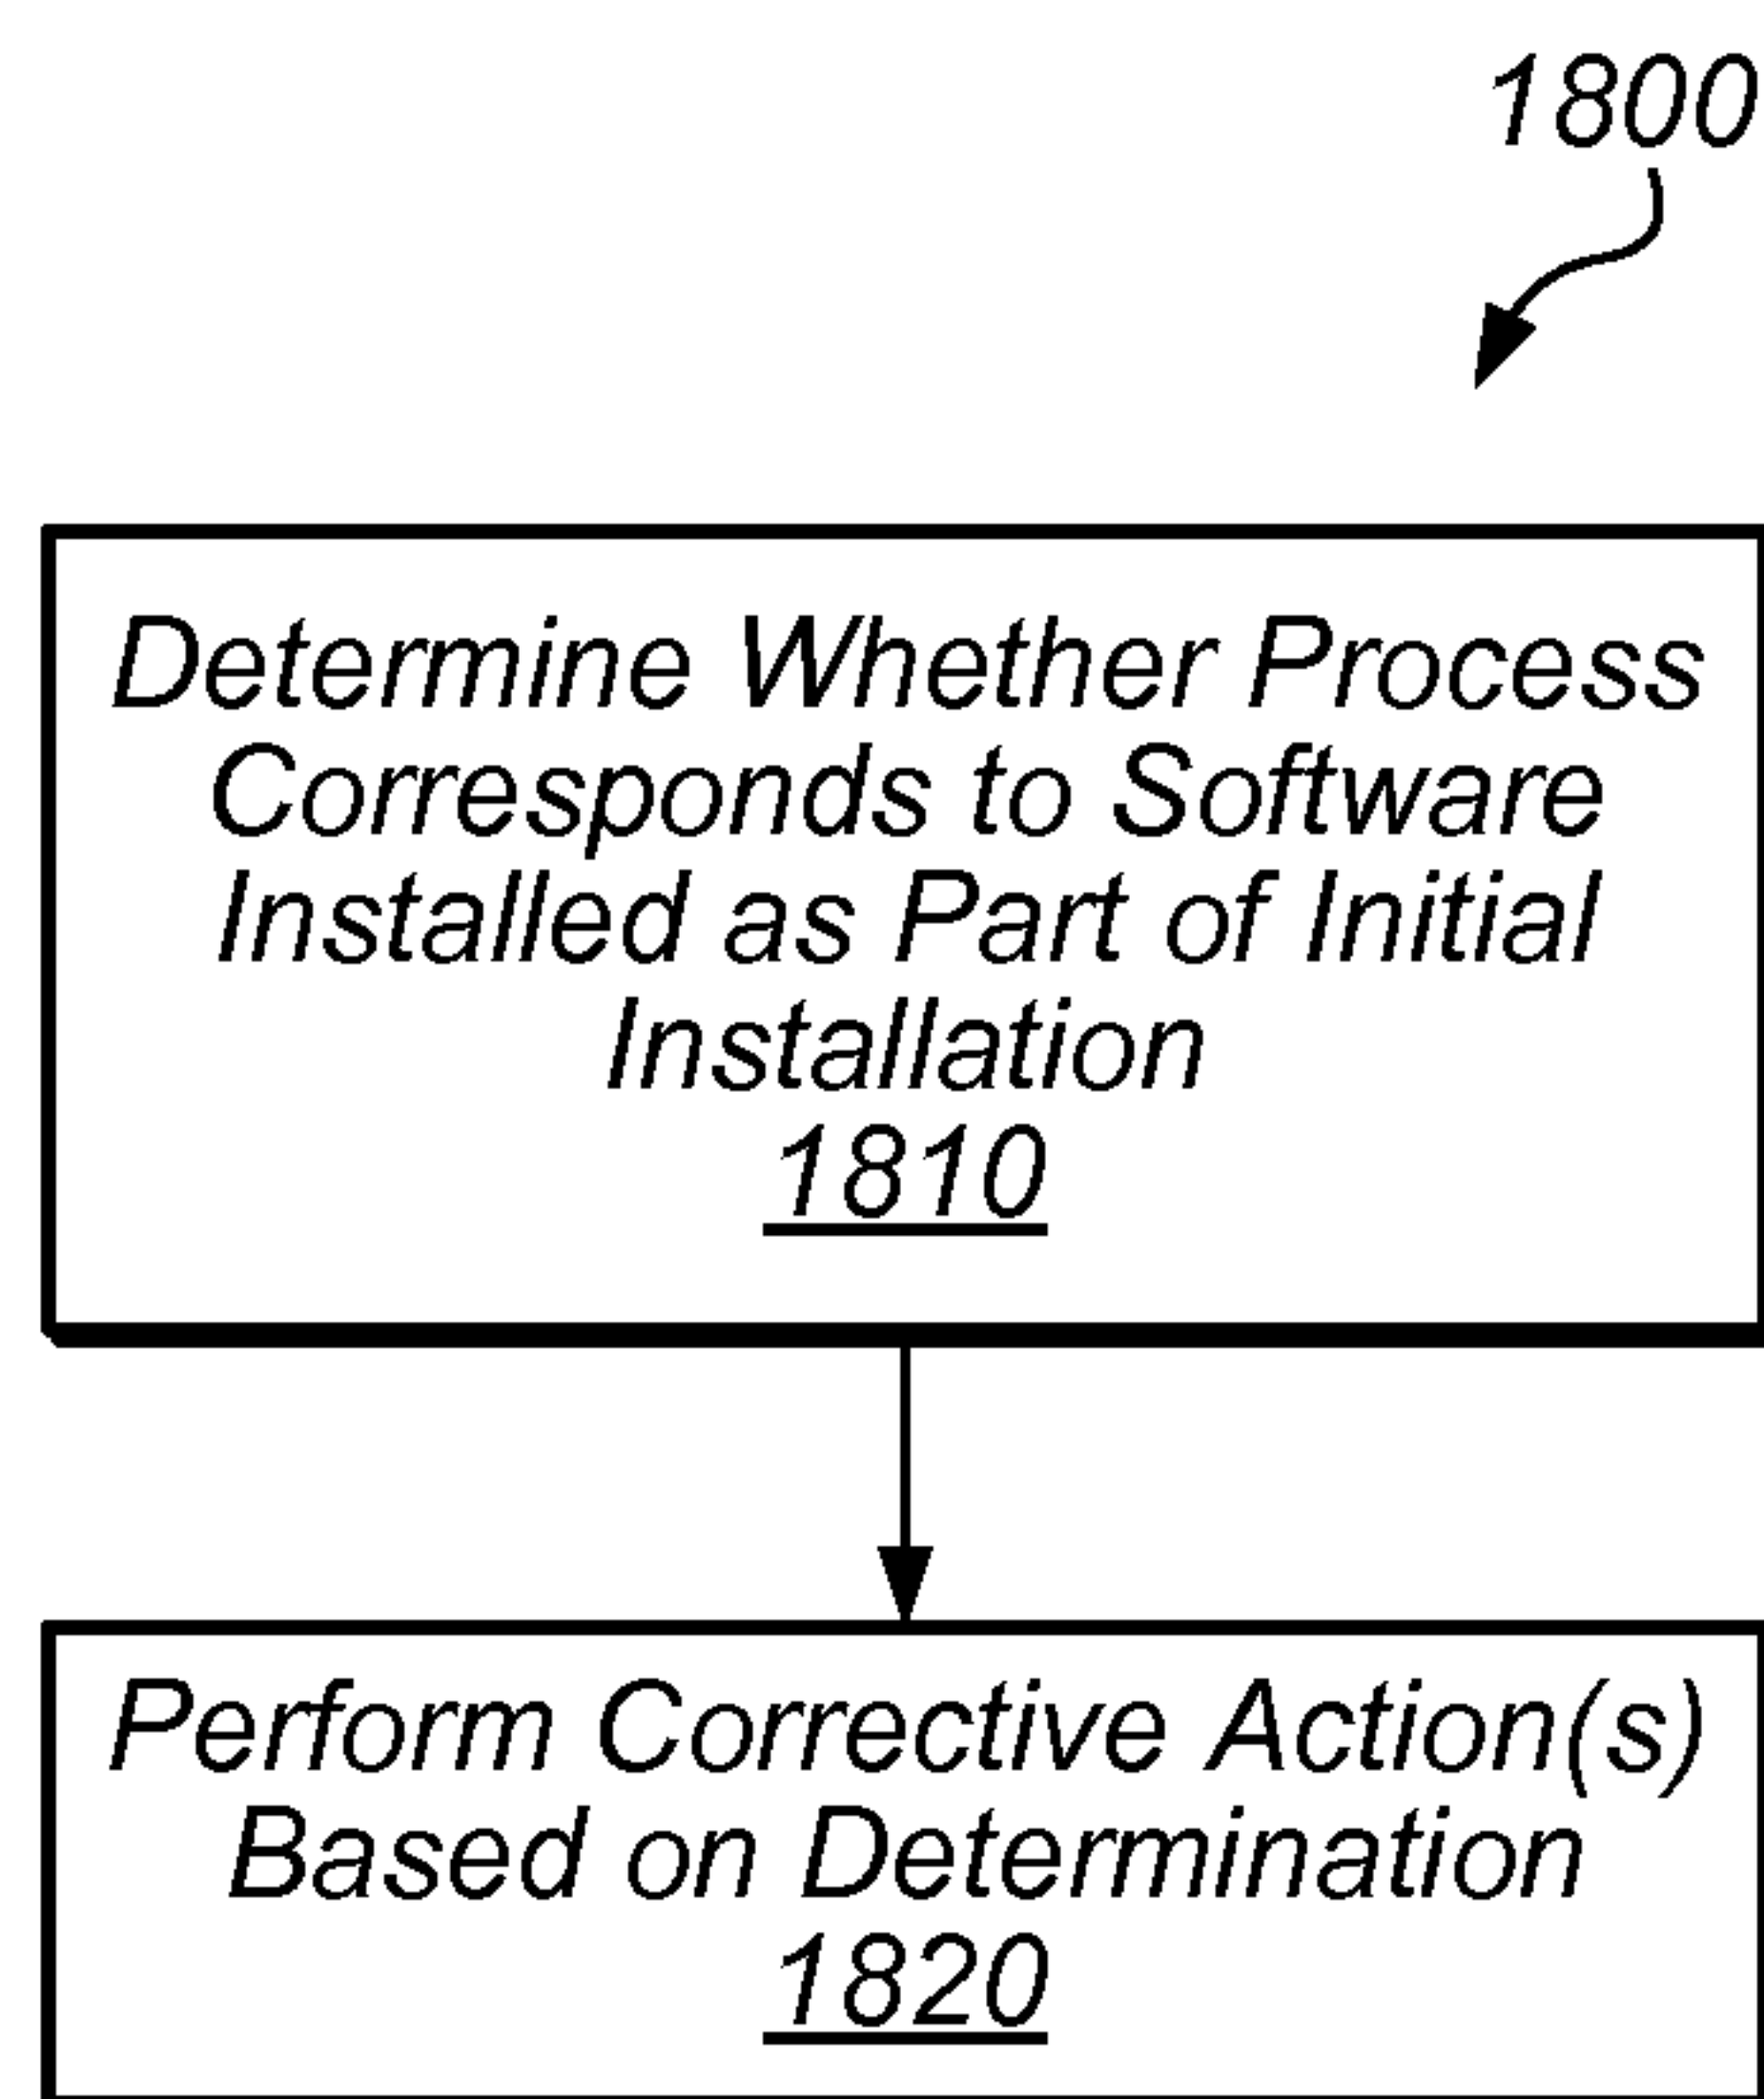 1800
Determine Whether Process
Corresponds to Software
Installed as Part of Initial
Installation
1810
Perform Corrective Action(s)
Based on Determination
1820